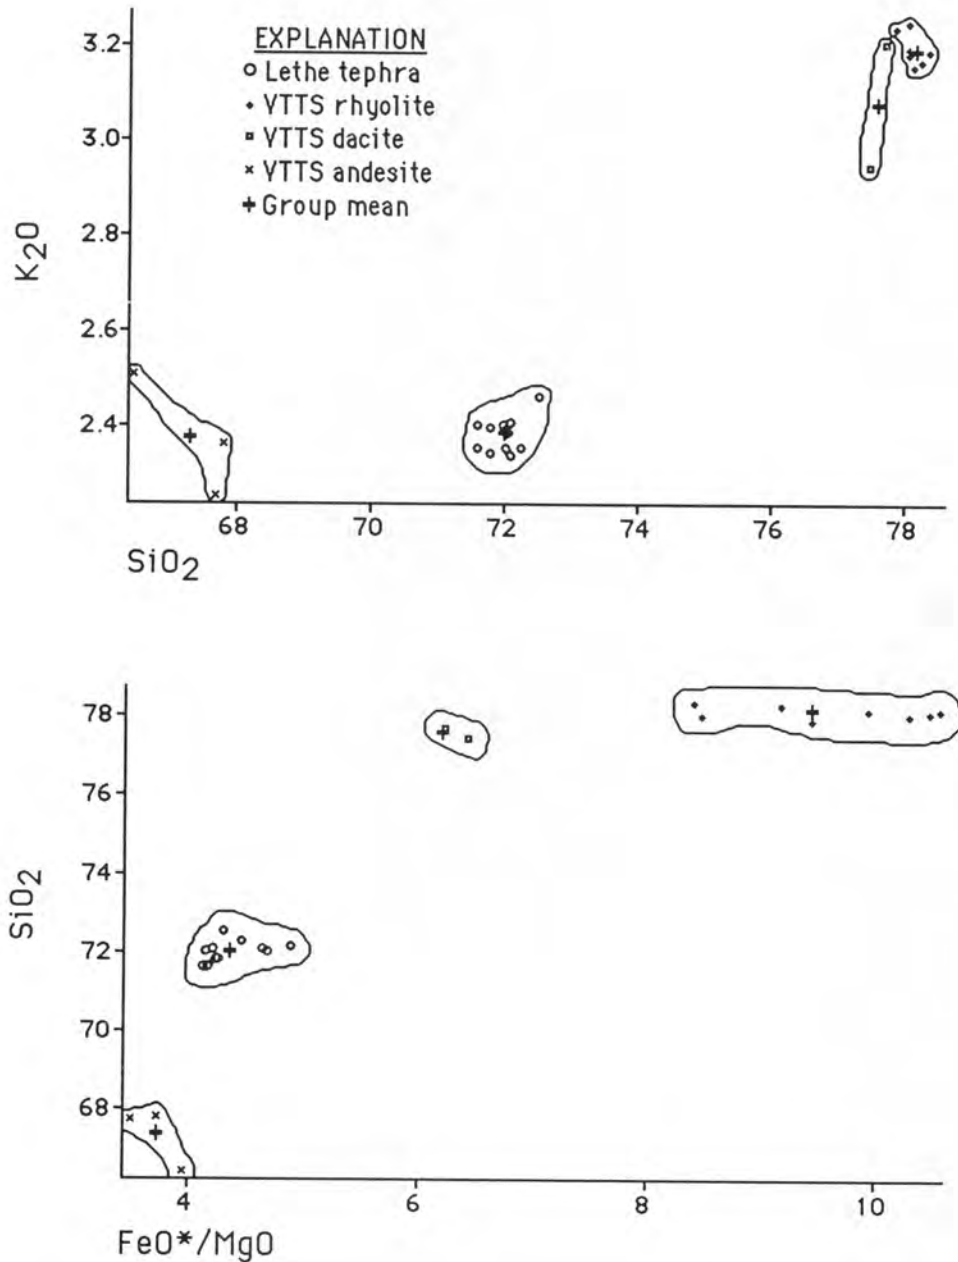 EXPLANATION
Lethe tephra
VTTS rhyolite
VTTS dacite
VTTS andesite
Group mean
K2O
3.2
3.0
2.8
2.6
2.4
68
70
72
74
76
78
SiO2
SiO2
78
76
74
72
70
68
4
6
8
10
FeO*/MgO